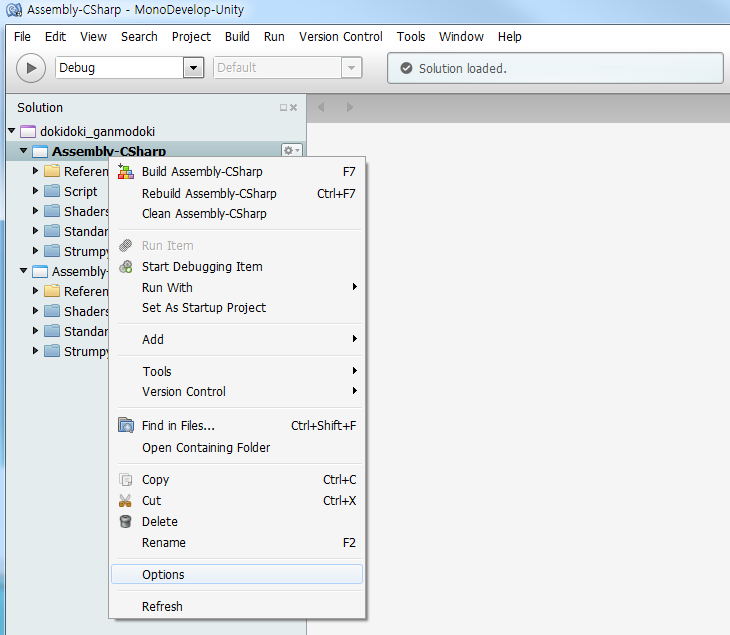 Assembly-CSharp - MonoDevelop-Unity
File Edit View Search Project Build Run Version Control Tools Window Help
Debug Default Solution loaded.
Solution
dokidoki_ganmodoki
Assembly-CSharp
Referen
Script
Shaders
Standar
Strumpy
Assembly-
Referen
Shaders
Standar
Strumpy
Build Assembly-CSharp F7
Rebuild Assembly-CSharp Ctrl+F7
Clean Assembly-CSharp
Run Item
Start Debugging Item
Run With
Set As Startup Project
Add
Tools
Version Control
Find in Files... Ctrl+Shift+F
Open Containing Folder
Copy Ctrl+C
Cut Ctrl+X
Delete
Rename F2
Options
Refresh